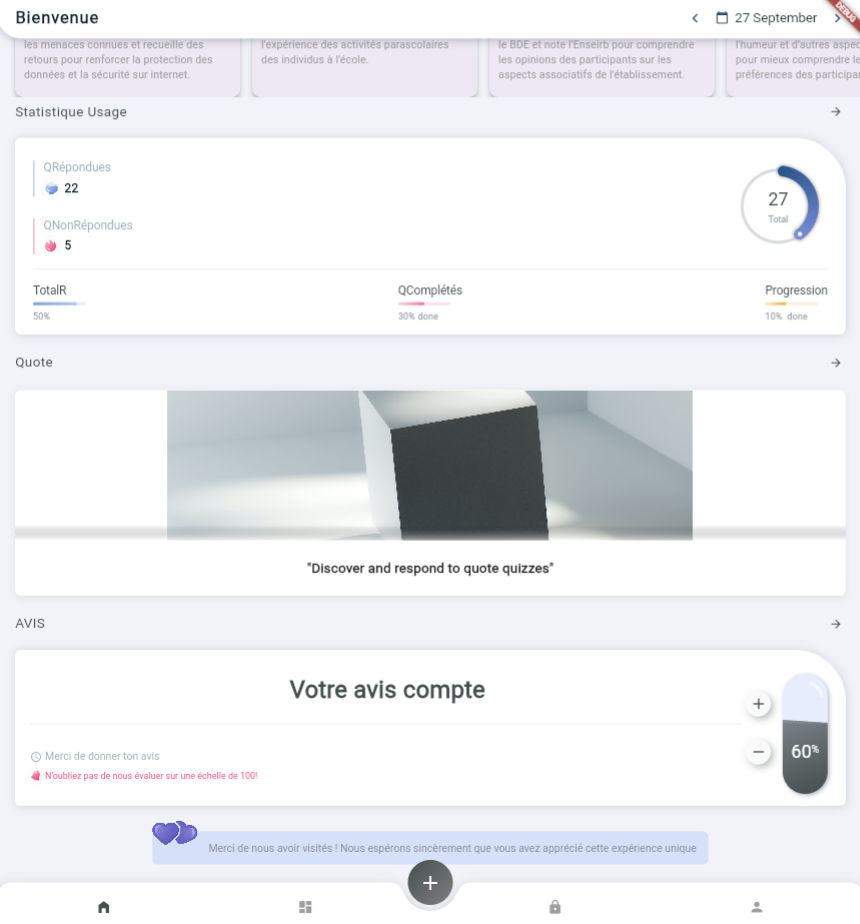 Bienvenue
27 September
DEBUG
les menaces connues et recueille des
retours pour renforcer la protection des
données et la sécurité sur internet.
l'expérience des activités parascolaires
des individus à l'école.
le BDE et note l'Enseirb pour comprendre
les opinions des participants sur les
aspects associatifs de l'établissement.
l'humeur et d'autres
pour mieux comprendre
préférences des
Statistique Usage
QRépondues
22
QNonRépondues
5
27
Total
TotalR
50%
QComplétés
30% done
Progression
10% done
Quote
"Discover and respond to quote quizzes"
AVIS
Votre avis compte
Merci de donner ton avis
N'oubliez pas de nous évaluer sur une échelle de 100!
60%
Merci de nous avoir visités ! Nous espérons sincèrement que vous avez apprécié cette expérience unique